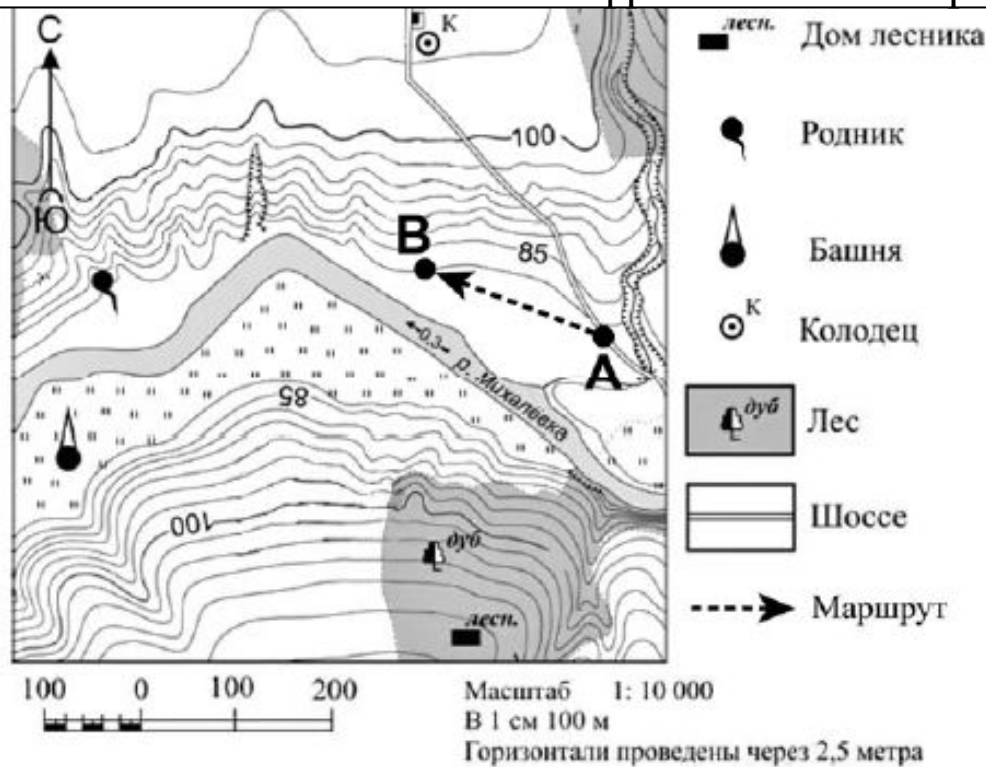 С
К
100
Ю
В
85
А
0,3
р. Михалевка
85
100
дуб
лесн.
лесн. Дом лесника
Родник
Башня
К Колодец
дуб Лес
Шоссе
Маршрут
100 0 100 200
Масштаб 1: 10 000
В 1 см 100 м
Горизонтали проведены через 2,5 метра